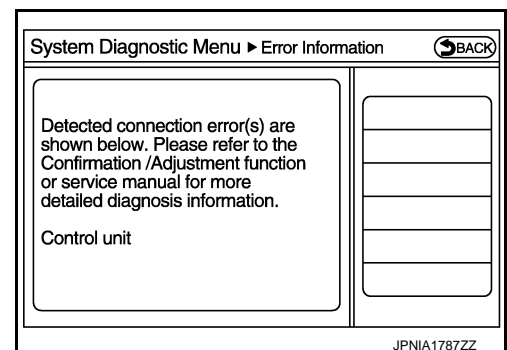 System Diagnostic Menu ▶ Error Information
BACK
Detected connection error(s) are
shown below. Please refer to the
Confirmation /Adjustment function
or service manual for more
detailed diagnosis information.
Control unit
JPNIA1787ZZ